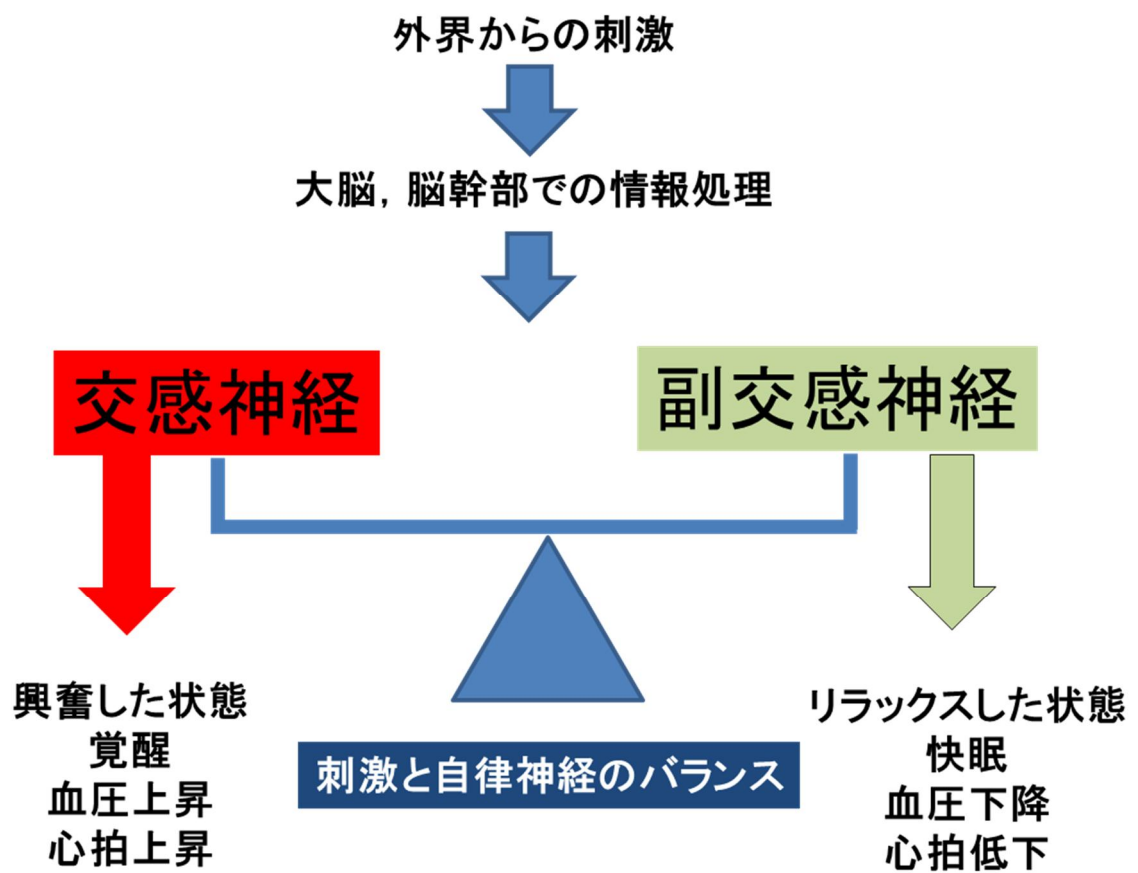 外界からの刺激
大脳，脳幹部での情報処理
交感神経
副交感神経
興奮した状態
覚醒
血圧上昇
心拍上昇
刺激と自律神経のバランス
リラックスした状態
快眠
血圧下降
心拍低下